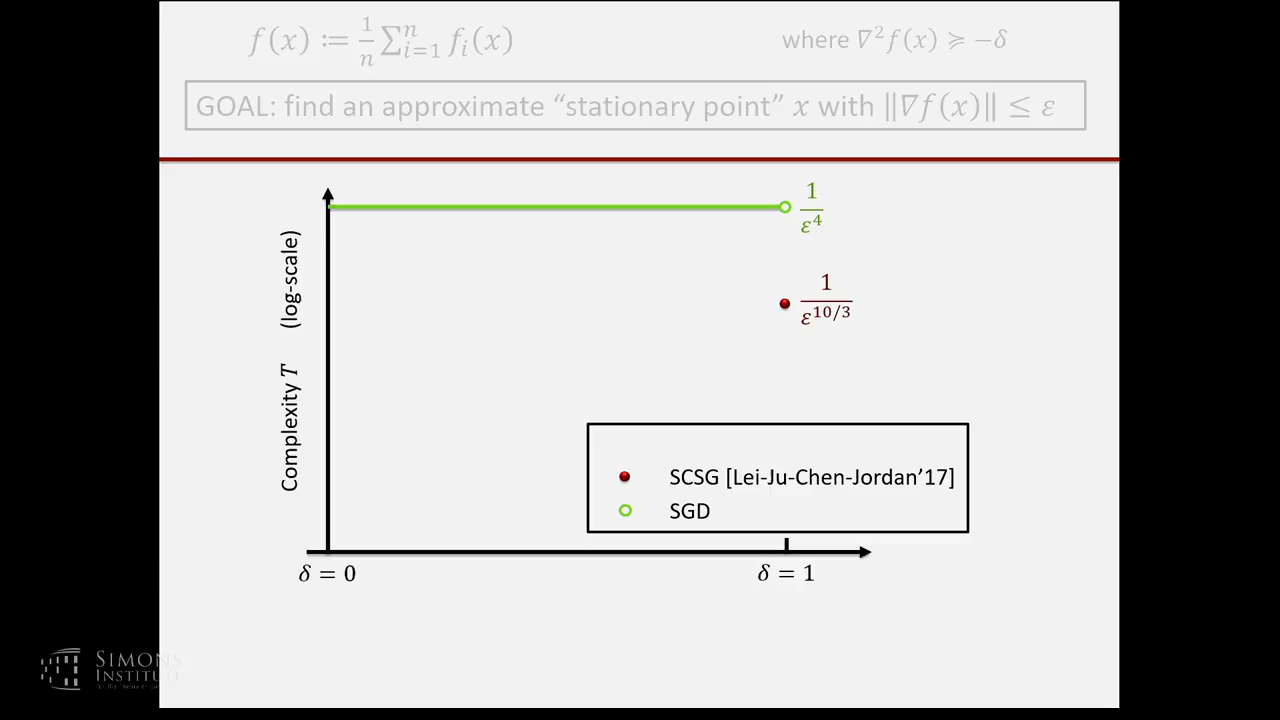 f(x) ≔ 1/n ∑ⁿᵢ₌₁ fᵢ(x)
where ∇²f(x) ≽ −δ
GOAL: find an approximate “stationary point” x with ‖∇f(x)‖ ≤ ε
1/ε⁴
1/ε^{10/3}
Complexity T (log-scale)
SCSG [Lei-Ju-Chen-Jordan’17]
SGD
δ = 0
δ = 1
SIMONS
INSTITUT